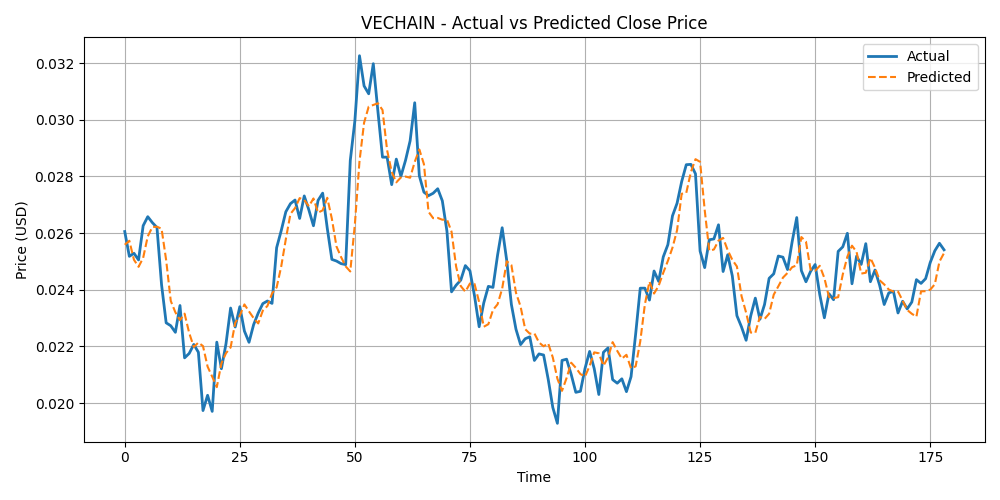 VECHAIN - Actual vs Predicted Close Price
Actual
Predicted
Price (USD)
0.032
0.030
0.028
0.026
0.024
0.022
0.020
0 25 50 75 100 125 150 175
Time